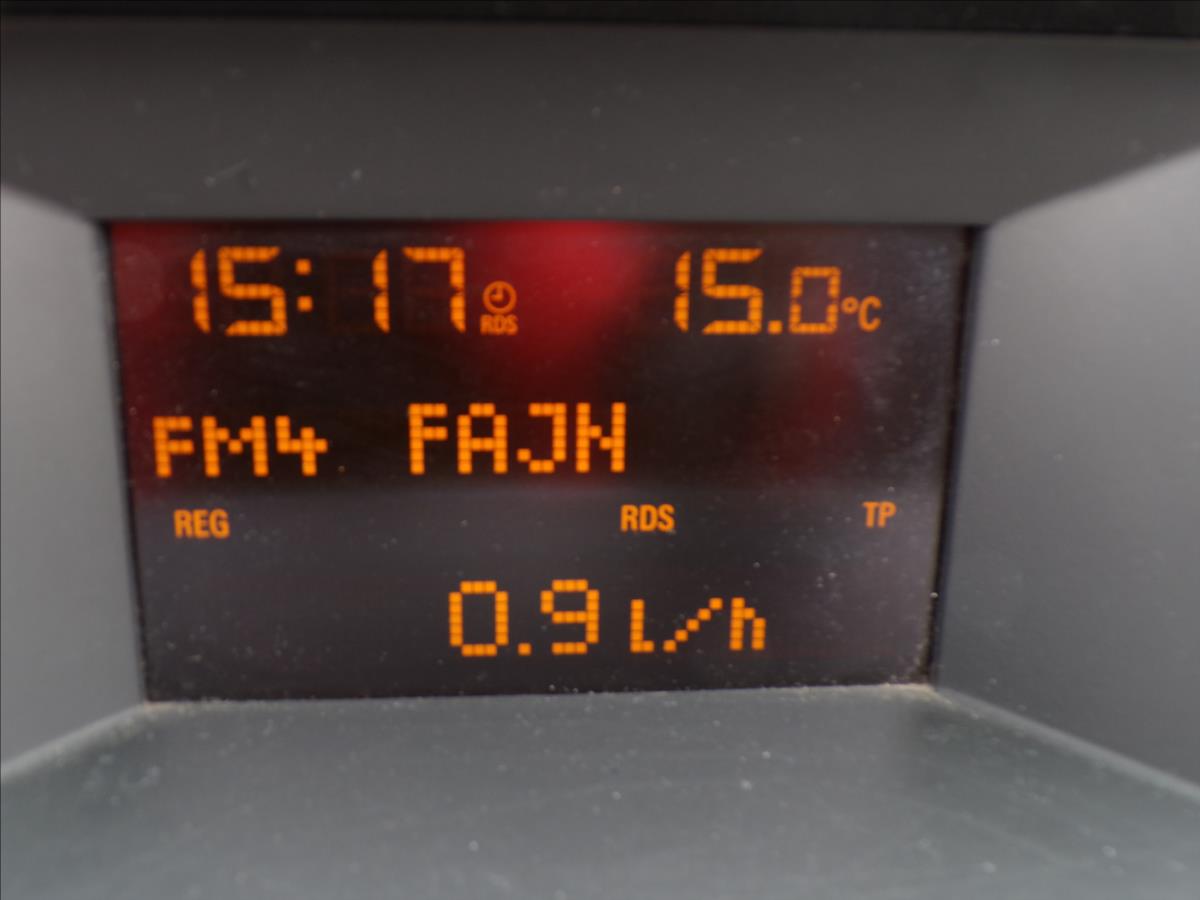 15:17 RDS 15.0°C
FM4 FAJN
REG RDS TP
0.9 l/h